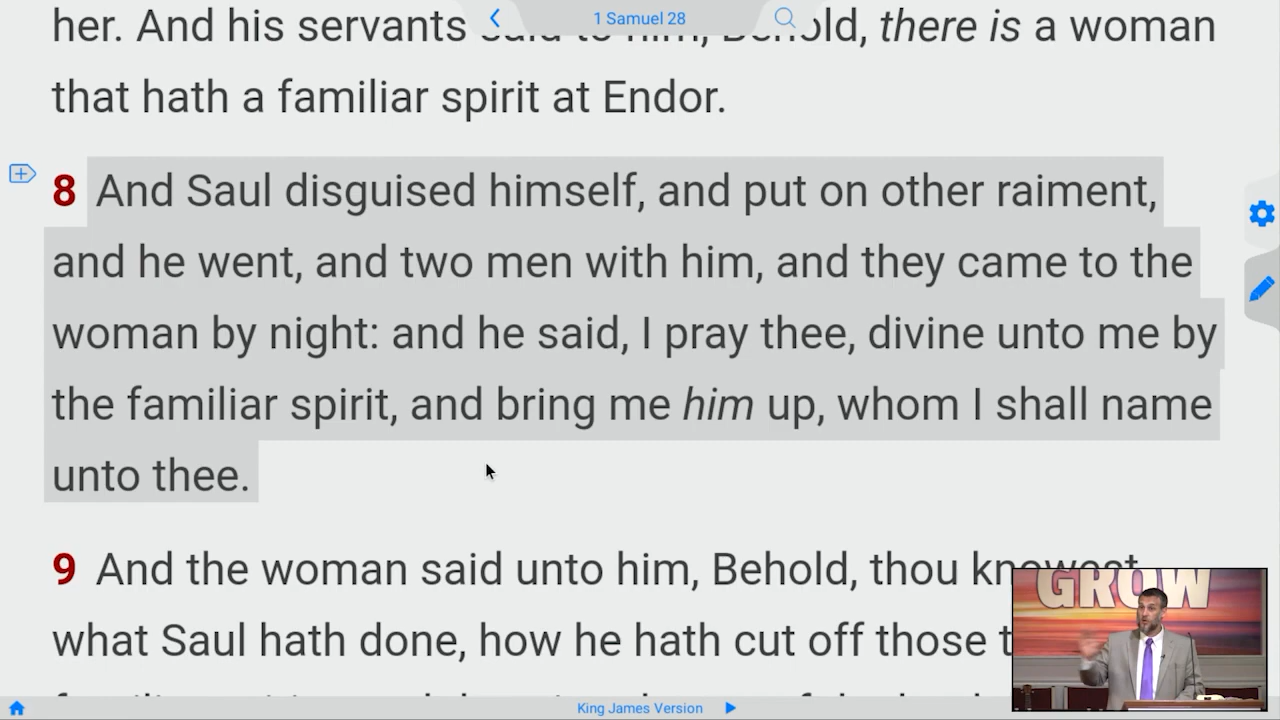 1 Samuel 28
her. And his servants said to him, Behold, there is a woman
that hath a familiar spirit at Endor.
8 And Saul disguised himself, and put on other raiment,
and he went, and two men with him, and they came to the
woman by night: and he said, I pray thee, divine unto me by
the familiar spirit, and bring me him up, whom I shall name
unto thee.
9 And the woman said unto him, Behold, thou knowest
what Saul hath done, how he hath cut off those
GROW
King James Version